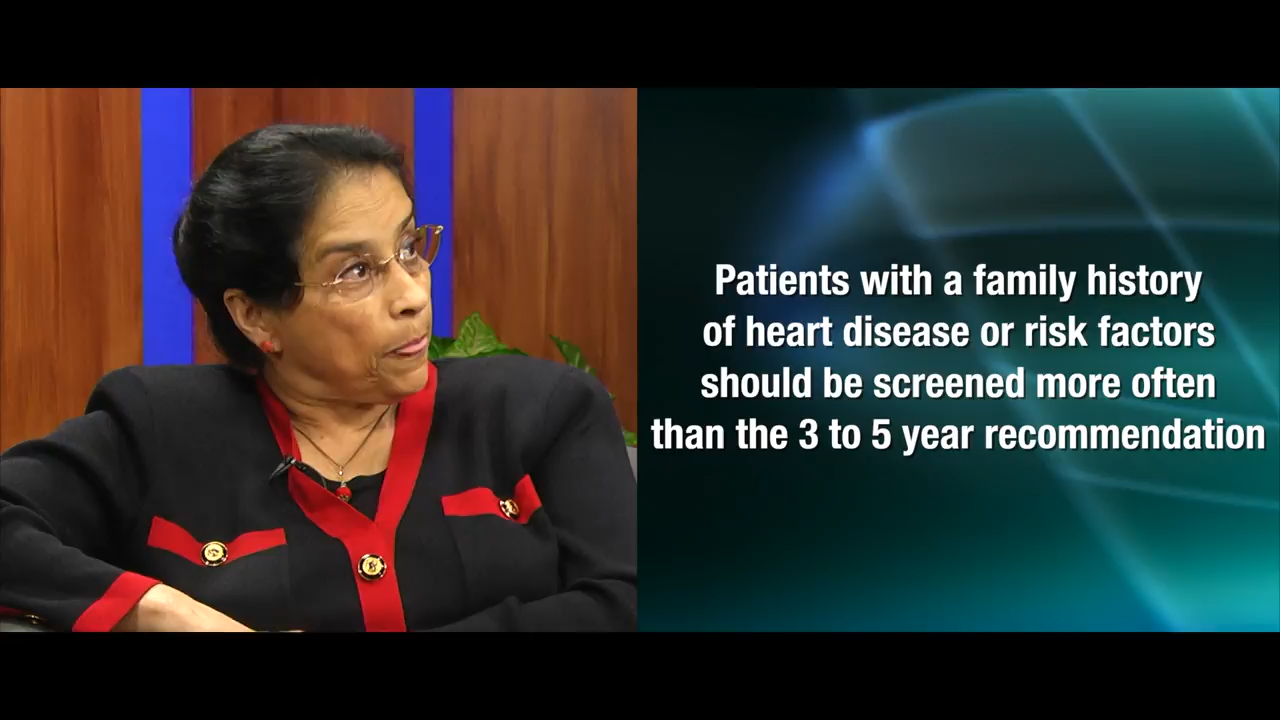 Patients with a family history
of heart disease or risk factors
should be screened more often
than the 3 to 5 year recommendation